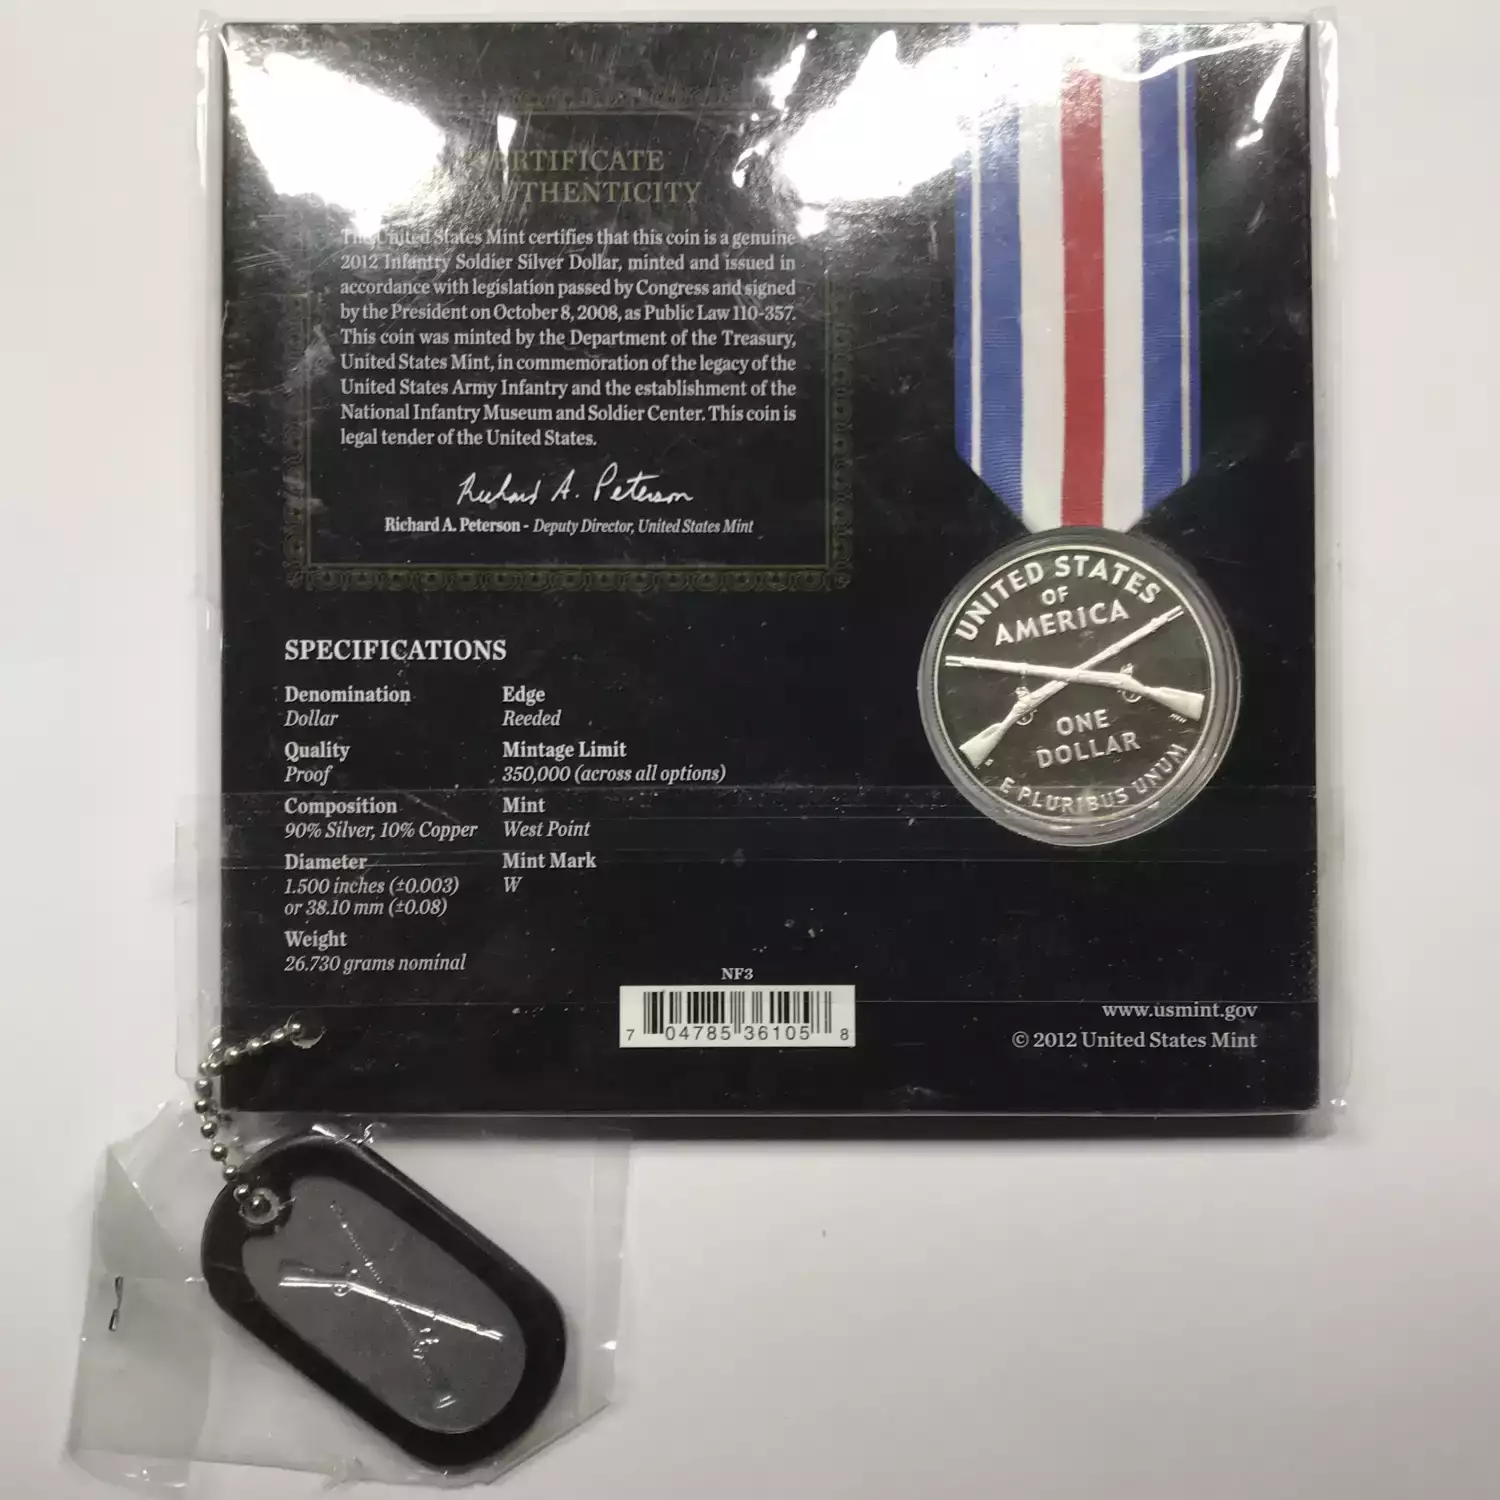 CERTIFICATE
AUTHENTICITY
The United States Mint certifies that this coin is a genuine
2012 Infantry Soldier Silver Dollar, minted and issued in
accordance with legislation passed by Congress and signed
by the President on October 8, 2008, as Public Law 110-357.
This coin was minted by the Department of the Treasury,
United States Mint, in commemoration of the legacy of the
United States Army Infantry and the establishment of the
National Infantry Museum and Soldier Center. This coin is
legal tender of the United States.
Richard A. Peterson
Richard A. Peterson - Deputy Director, United States Mint
UNITED STATES
OF
AMERICA
ONE
DOLLAR
E PLURIBUS UNUM
SPECIFICATIONS
Denomination
Dollar
Quality
Proof
Composition
90% Silver, 10% Copper
Diameter
1.500 inches (±0.003)
or 38.10 mm (±0.08)
Weight
26.730 grams nominal
Edge
Reeded
Mintage Limit
350,000 (across all options)
Mint
West Point
Mint Mark
W
NF3
7 04785 36105 8
www.usmint.gov
© 2012 United States Mint